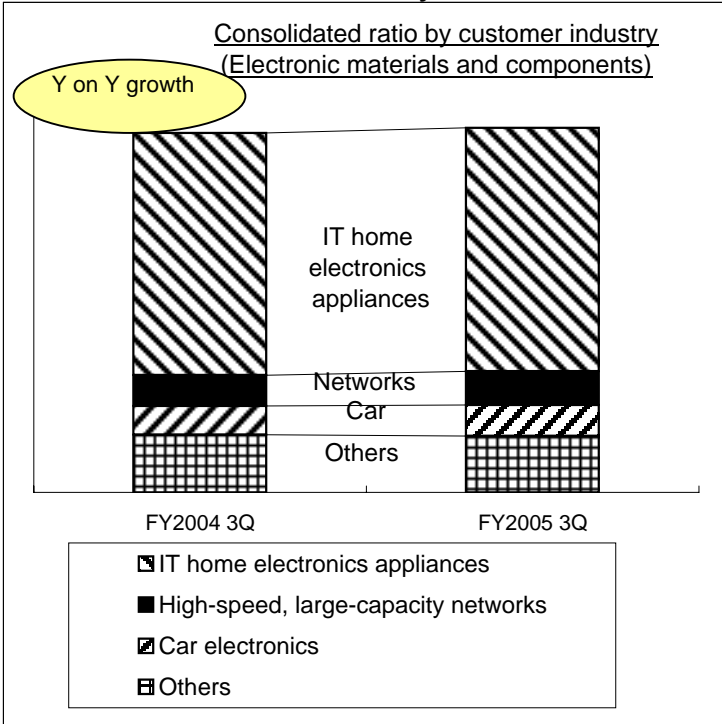 Consolidated ratio by customer industry
(Electronic materials and components)
Y on Y growth
IT home
electronics
appliances
Networks
Car
Others
FY2004 3Q
FY2005 3Q
IT home electronics appliances
High-speed, large-capacity networks
Car electronics
Others